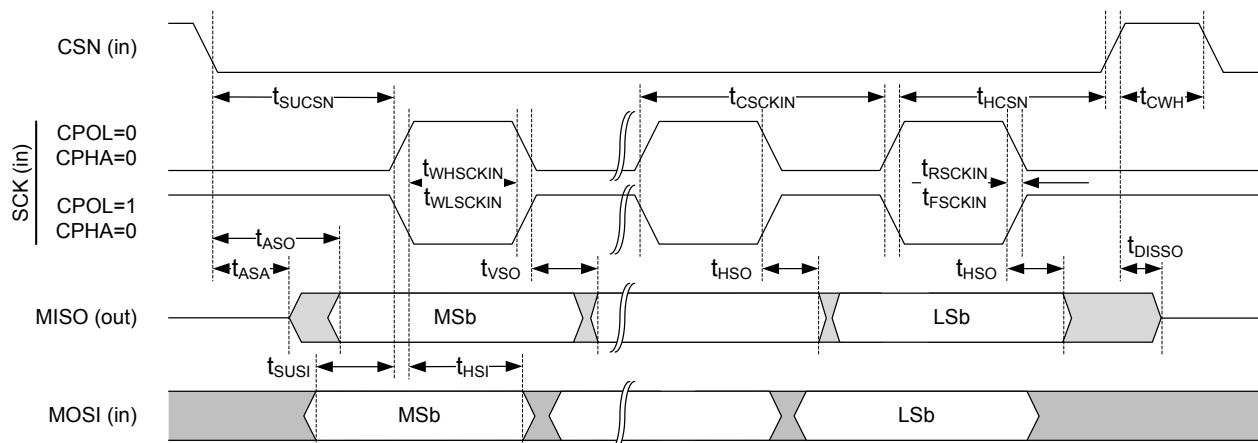 CSN (in)
tSUCSN
tCSCKIN
tHCSN
tCWH
SCK (in)
CPOL=0
CPHA=0
tWHSCKIN
tWLSCKIN
tRSCKIN
tFSCKIN
CPOL=1
CPHA=0
tASO
tASA
tVSO
tHSO
tHSO
tDISSO
MISO (out)
MSb
LSb
tSUSI
tHSI
MOSI (in)
MSb
LSb